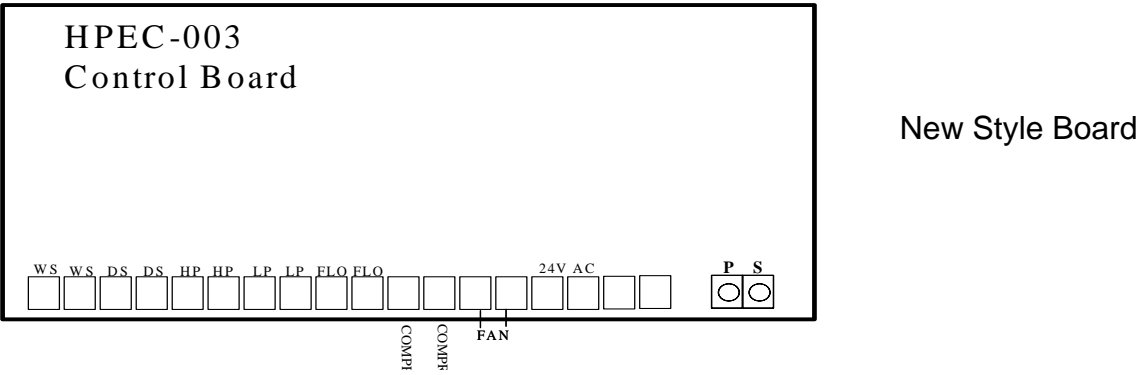 HPEC-003
Control Board
New Style Board
WS WS DS DS HP HP LP LP FLO FLO 24V AC P S
FAN